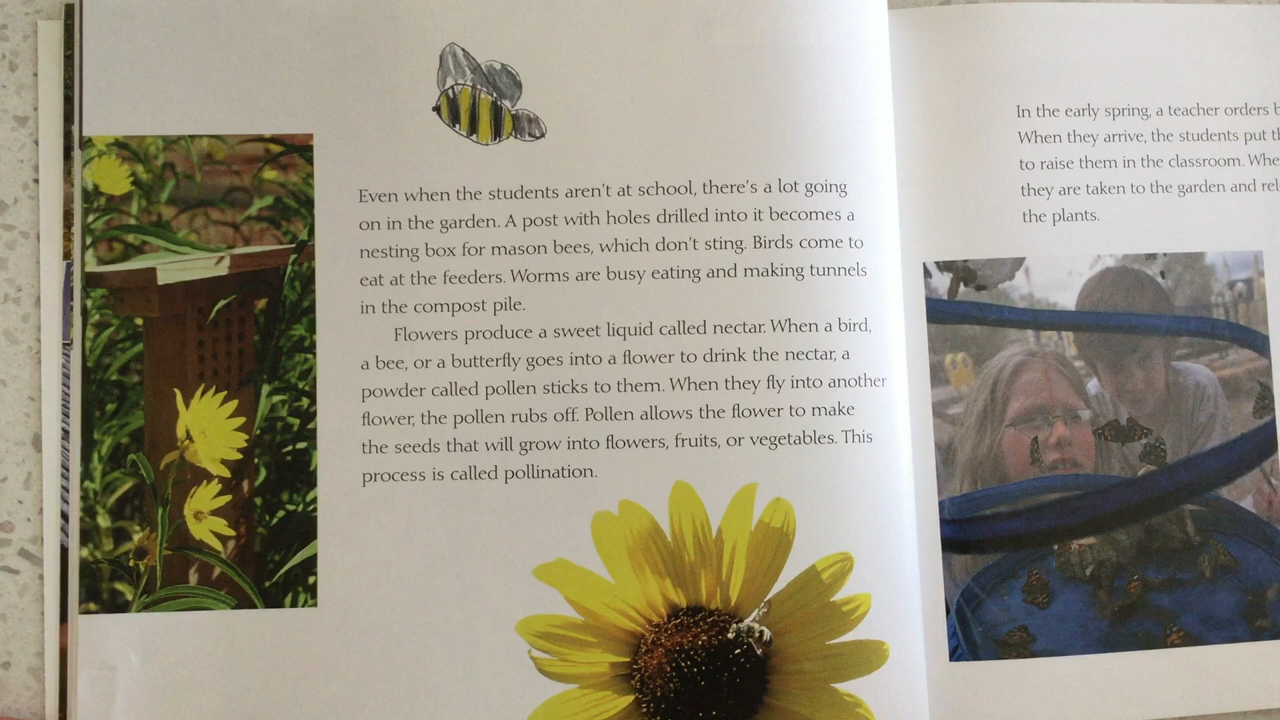 Even when the students aren't at school, there's a lot going
on in the garden. A post with holes drilled into it becomes a
nesting box for mason bees, which don't sting. Birds come to
eat at the feeders. Worms are busy eating and making tunnels
in the compost pile.
Flowers produce a sweet liquid called nectar. When a bird,
a bee, or a butterfly goes into a flower to drink the nectar, a
powder called pollen sticks to them. When they fly into another
flower, the pollen rubs off. Pollen allows the flower to make
the seeds that will grow into flowers, fruits, or vegetables. This
process is called pollination.
In the early spring, a teacher orders
When they arrive, the students put
to raise them in the classroom.
they are taken to the garden and
the plants.